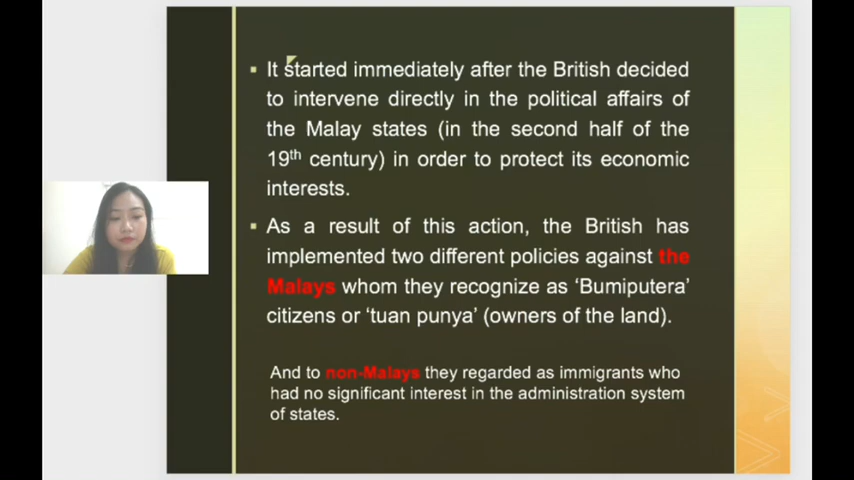 It started immediately after the British decided
to intervene directly in the political affairs of
the Malay states (in the second half of the
19th century) in order to protect its economic
interests.
As a result of this action, the British has
implemented two different policies against the
Malays whom they recognize as ‘Bumiputera’
citizens or ‘tuan punya’ (owners of the land).
And to non-Malays they regarded as immigrants who
had no significant interest in the administration system
of states.